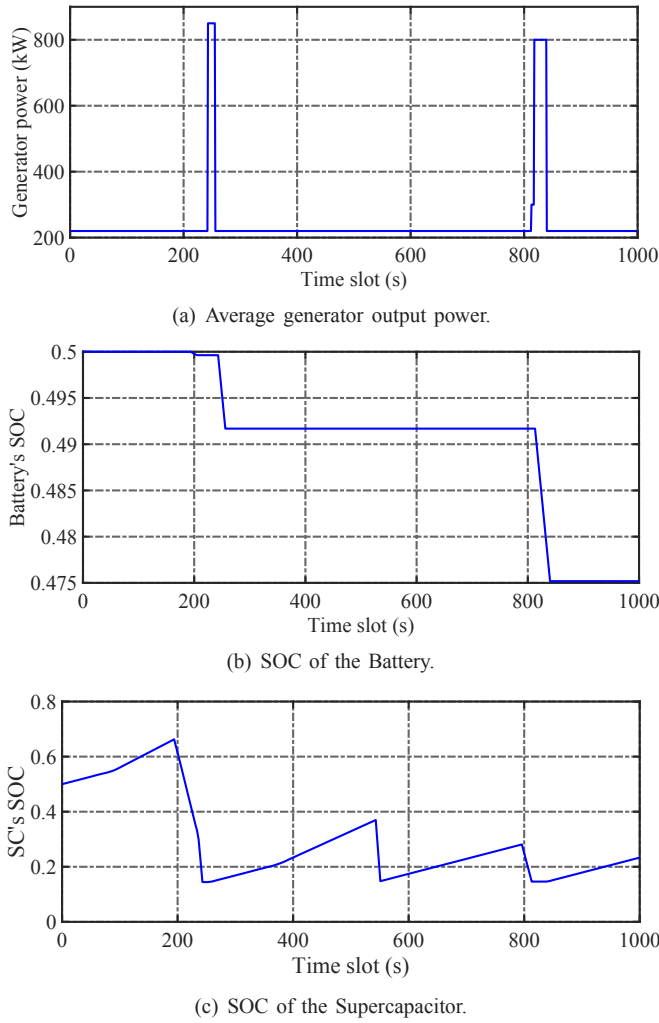 Generator power (kW)
800
600
400
200
0 200 400 600 800 1000
Time slot (s)
(a) Average generator output power.
Battery's SOC
0.5
0.495
0.49
0.485
0.48
0.475
0 200 400 600 800 1000
Time slot (s)
(b) SOC of the Battery.
SC's SOC
0.8
0.6
0.4
0.2
0
0 200 400 600 800 1000
Time slot (s)
(c) SOC of the Supercapacitor.